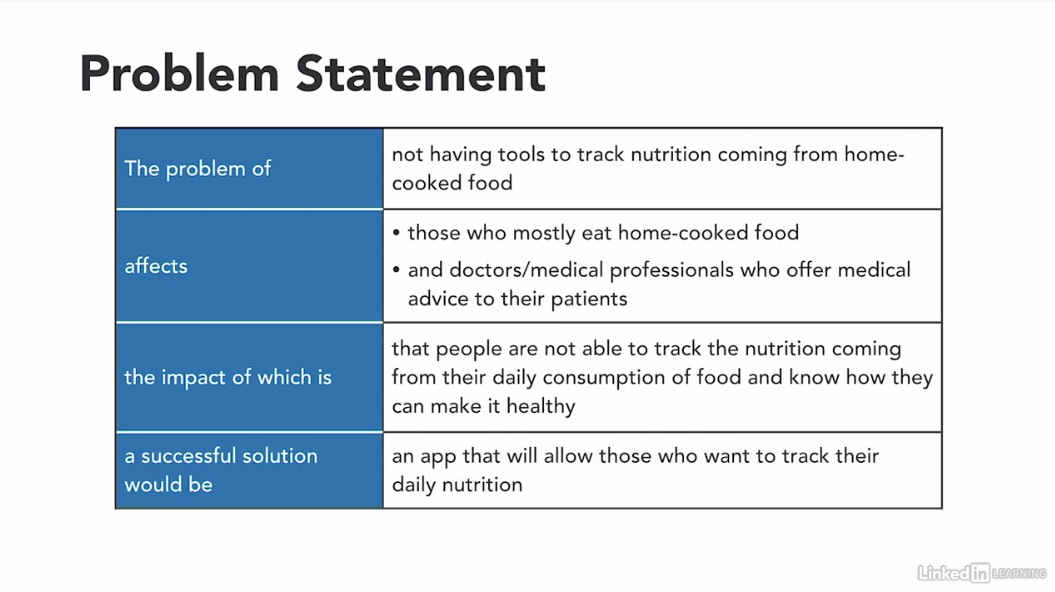 Problem Statement
The problem of
not having tools to track nutrition coming from home-
cooked food
affects
• those who mostly eat home-cooked food
• and doctors/medical professionals who offer medical
advice to their patients
the impact of which is
that people are not able to track the nutrition coming
from their daily consumption of food and know how they
can make it healthy
a successful solution
would be
an app that will allow those who want to track their
daily nutrition
Linked in LEARNING